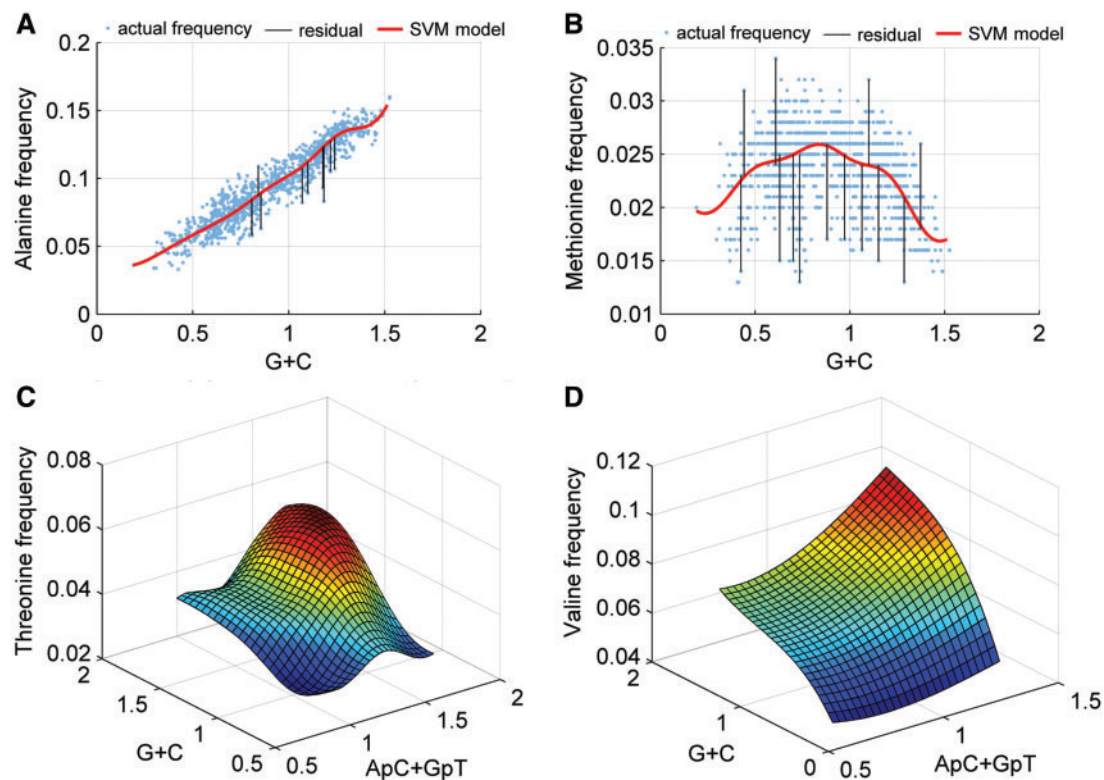 A
actual frequency residual SVM model
0.2
0.15
0.1
0.05
0
0 0.5 1 1.5 2
Alanine frequency
G+C
B
actual frequency residual SVM model
0.035
0.03
0.025
0.02
0.015
0.01
0 0.5 1 1.5 2
Methionine frequency
G+C
C
0.08
0.06
0.04
0.02
Threonine frequency
2
1.5
1
0.5
G+C
0.5
1
1.5
2
ApC+GpT
D
0.12
0.1
0.08
0.06
0.04
Valine frequency
2
1
0
G+C
0.5
1
1.5
ApC+GpT